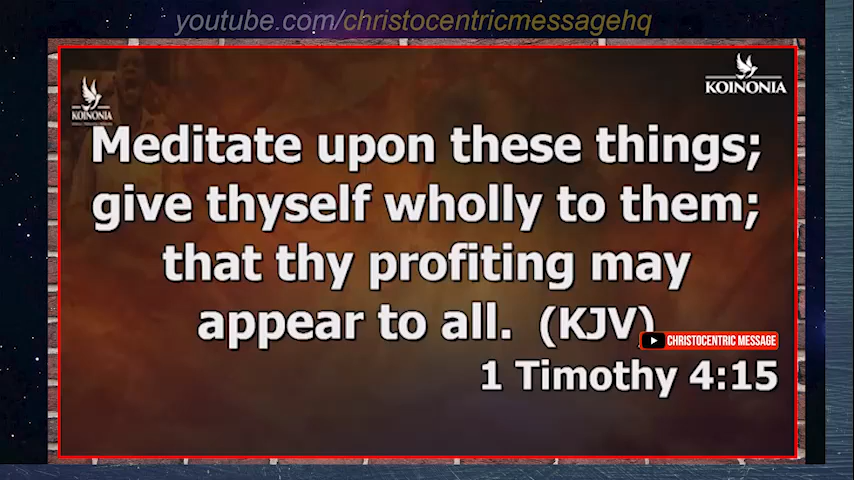 youtube.com/christocentricmessagehq
KOINONIA
KOINONIA
Meditate upon these things;
give thyself wholly to them;
that thy profiting may
appear to all. (KJV)
CHRISTOCENTRIC MESSAGE
1 Timothy 4:15